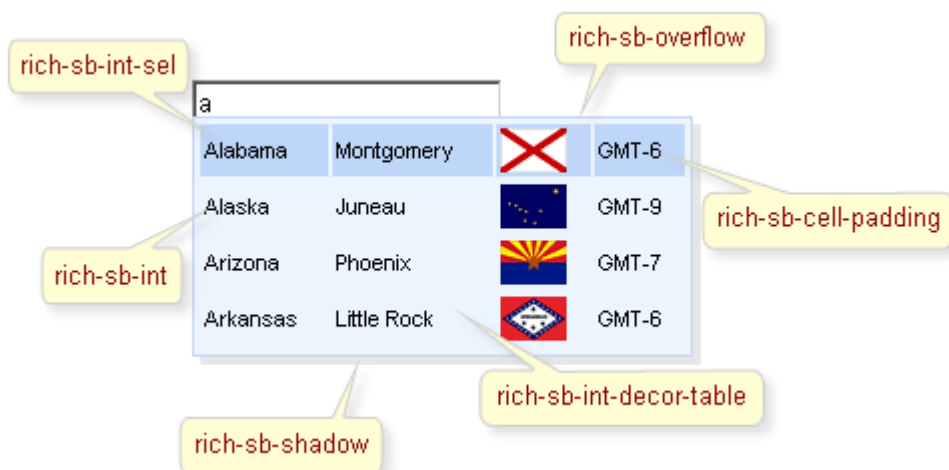 rich-sb-overflow
rich-sb-int-sel
a
Alabama Montgomery GMT-6
Alaska Juneau GMT-9
rich-sb-cell-padding
rich-sb-int
Arizona Phoenix GMT-7
Arkansas Little Rock GMT-6
rich-sb-int-decor-table
rich-sb-shadow